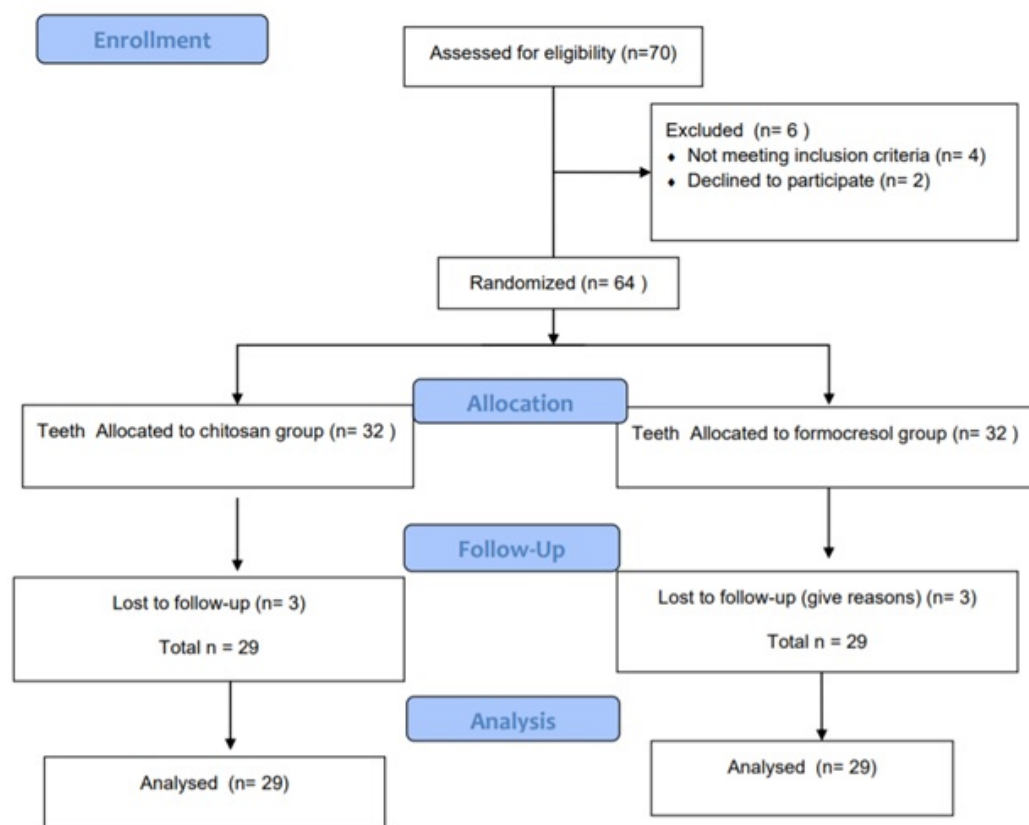 Enrollment
Assessed for eligibility (n=70)
Excluded (n= 6 )
♦ Not meeting inclusion criteria (n= 4)
♦ Declined to participate (n= 2)
Randomized (n= 64 )
Allocation
Teeth Allocated to chitosan group (n= 32 )
Teeth Allocated to formocresol group (n= 32 )
Follow-Up
Lost to follow-up (n= 3)
Total n = 29
Lost to follow-up (give reasons) (n= 3)
Total n = 29
Analysis
Analysed (n= 29)
Analysed (n= 29)